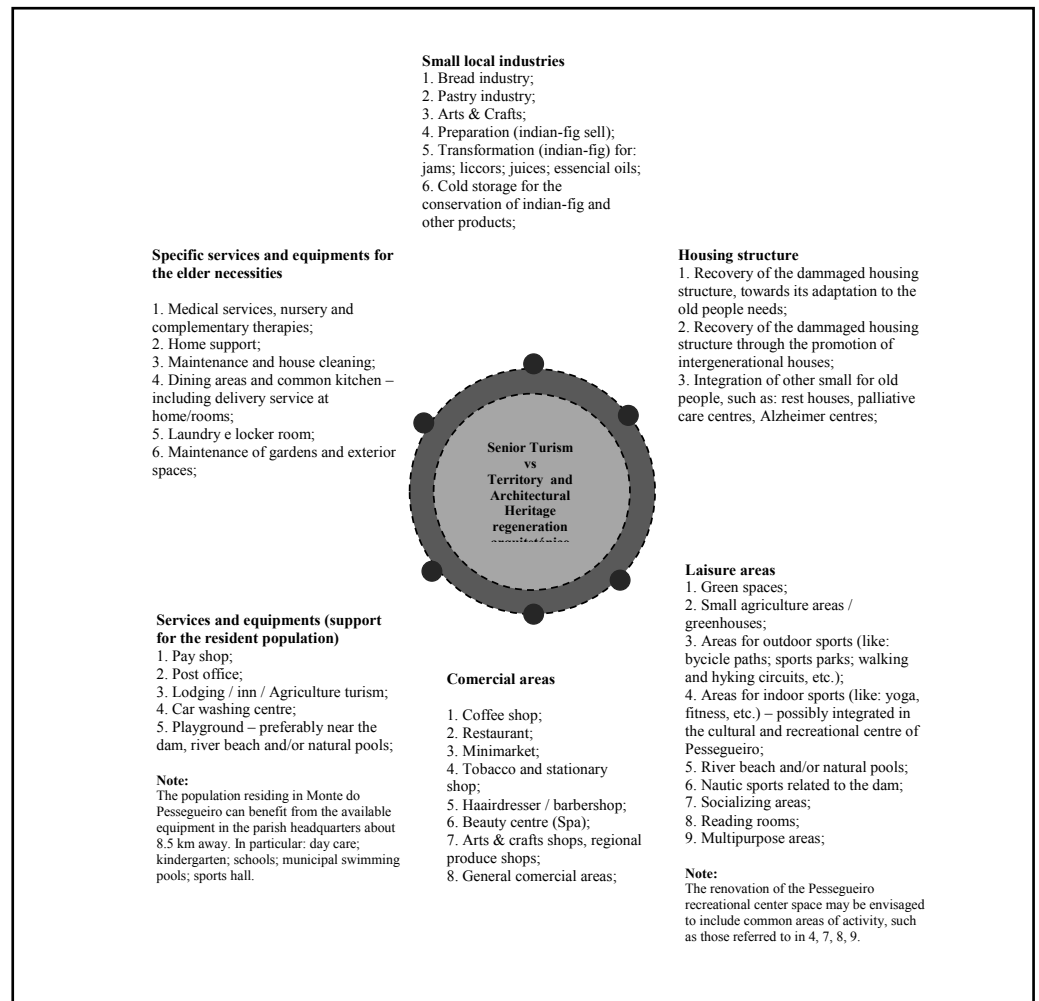 Small local industries
1. Bread industry;
2. Pastry industry;
3. Arts & Crafts;
4. Preparation (indian-fig sell);
5. Transformation (indian-fig) for:
jams; liccors; juices; essencial oils;
6. Cold storage for the
conservation of indian-fig and
other products;
Specific services and equipments for
the elder necessities
1. Medical services, nursery and
complementary therapies;
2. Home support;
3. Maintenance and house cleaning;
4. Dining areas and common kitchen –
including delivery service at
home/rooms;
5. Laundry e locker room;
6. Maintenance of gardens and exterior
spaces;
Housing structure
1. Recovery of the dammaged housing
structure, towards its adaptation to the
old people needs;
2. Recovery of the dammaged housing
structure through the promotion of
intergenerational houses;
3. Integration of other small for old
people, such as: rest houses, palliative
care centres, Alzheimer centres;
Senior Turism
vs
Territory and
Architectural
Heritage
regeneration
Services and equipments (support
for the resident population)
1. Pay shop;
2. Post office;
3. Lodging / inn / Agriculture turism;
4. Car washing centre;
5. Playground – preferably near the
dam, river beach and/or natural pools;
Note:
The population residing in Monte do
Pessegueiro can benefit from the available
equipment in the parish headquarters about
8.5 km away. In particular: day care;
kindergarten; schools; municipal swimming
pools; sports hall.
Comercial areas
1. Coffee shop;
2. Restaurant;
3. Minimarket;
4. Tobacco and stationary
shop;
5. Haairdresser / barbershop;
6. Beauty centre (Spa);
7. Arts & crafts shops, regional
produce shops;
8. General comercial areas;
Laisure areas
1. Green spaces;
2. Small agriculture areas /
greenhouses;
3. Areas for outdoor sports (like:
bycicle paths; sports parks; walking
and hyking circuits, etc.);
4. Areas for indoor sports (like: yoga,
fitness, etc.) – possibly integrated in
the cultural and recreational centre of
Pessegueiro;
5. River beach and/or natural pools;
6. Nautic sports related to the dam;
7. Socializing areas;
8. Reading rooms;
9. Multipurpose areas;
Note:
The renovation of the Pessegueiro
recreational center space may be envisaged
to include common areas of activity, such
as those referred to in 4, 7, 8, 9.